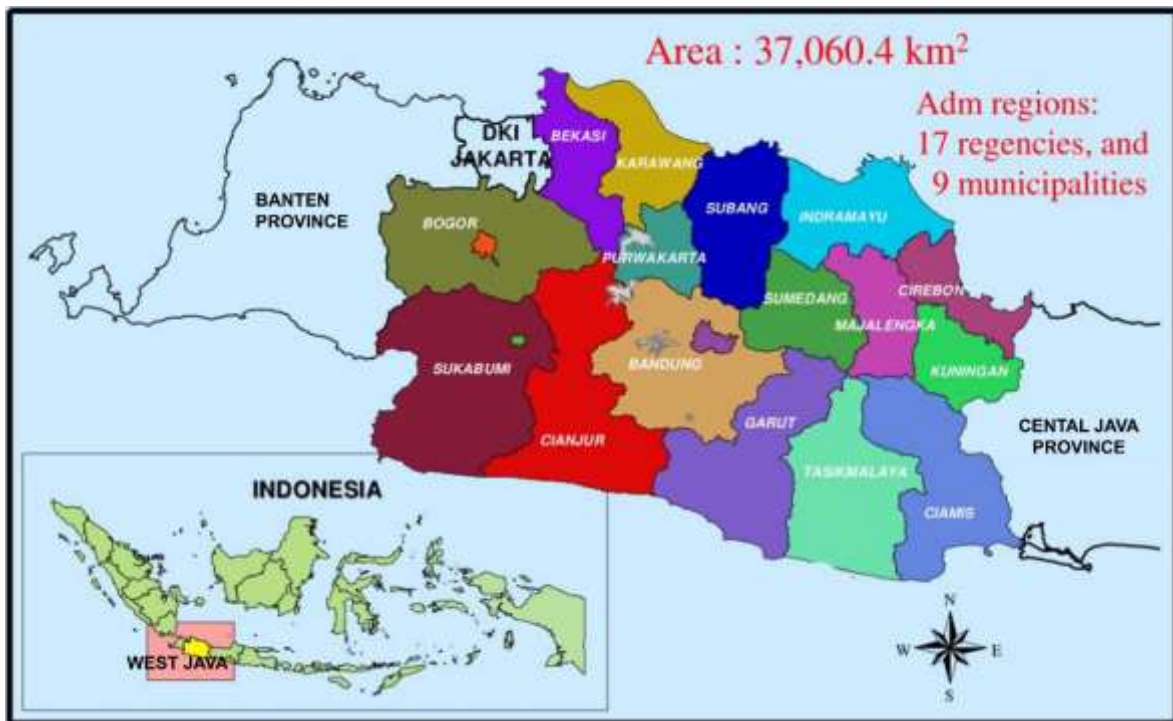 Area : 37,060.4 km²
Adm regions:
17 regencies, and
9 municipalities
DKI
JAKARTA
BEKASI
KARAWANG
BANTEN
PROVINCE
BOGOR
SUBANG
INDRAMAYU
PURWAKARTA
CIREBON
SUMEDANG
MAJALENGKA
SUKABUMI
BANDUNG
KUNINGAN
CIANJUR
GARUT
CENTAL JAVA
PROVINCE
TASIKMALAYA
CIAMIS
INDONESIA
WEST JAVA
N
W
E
S